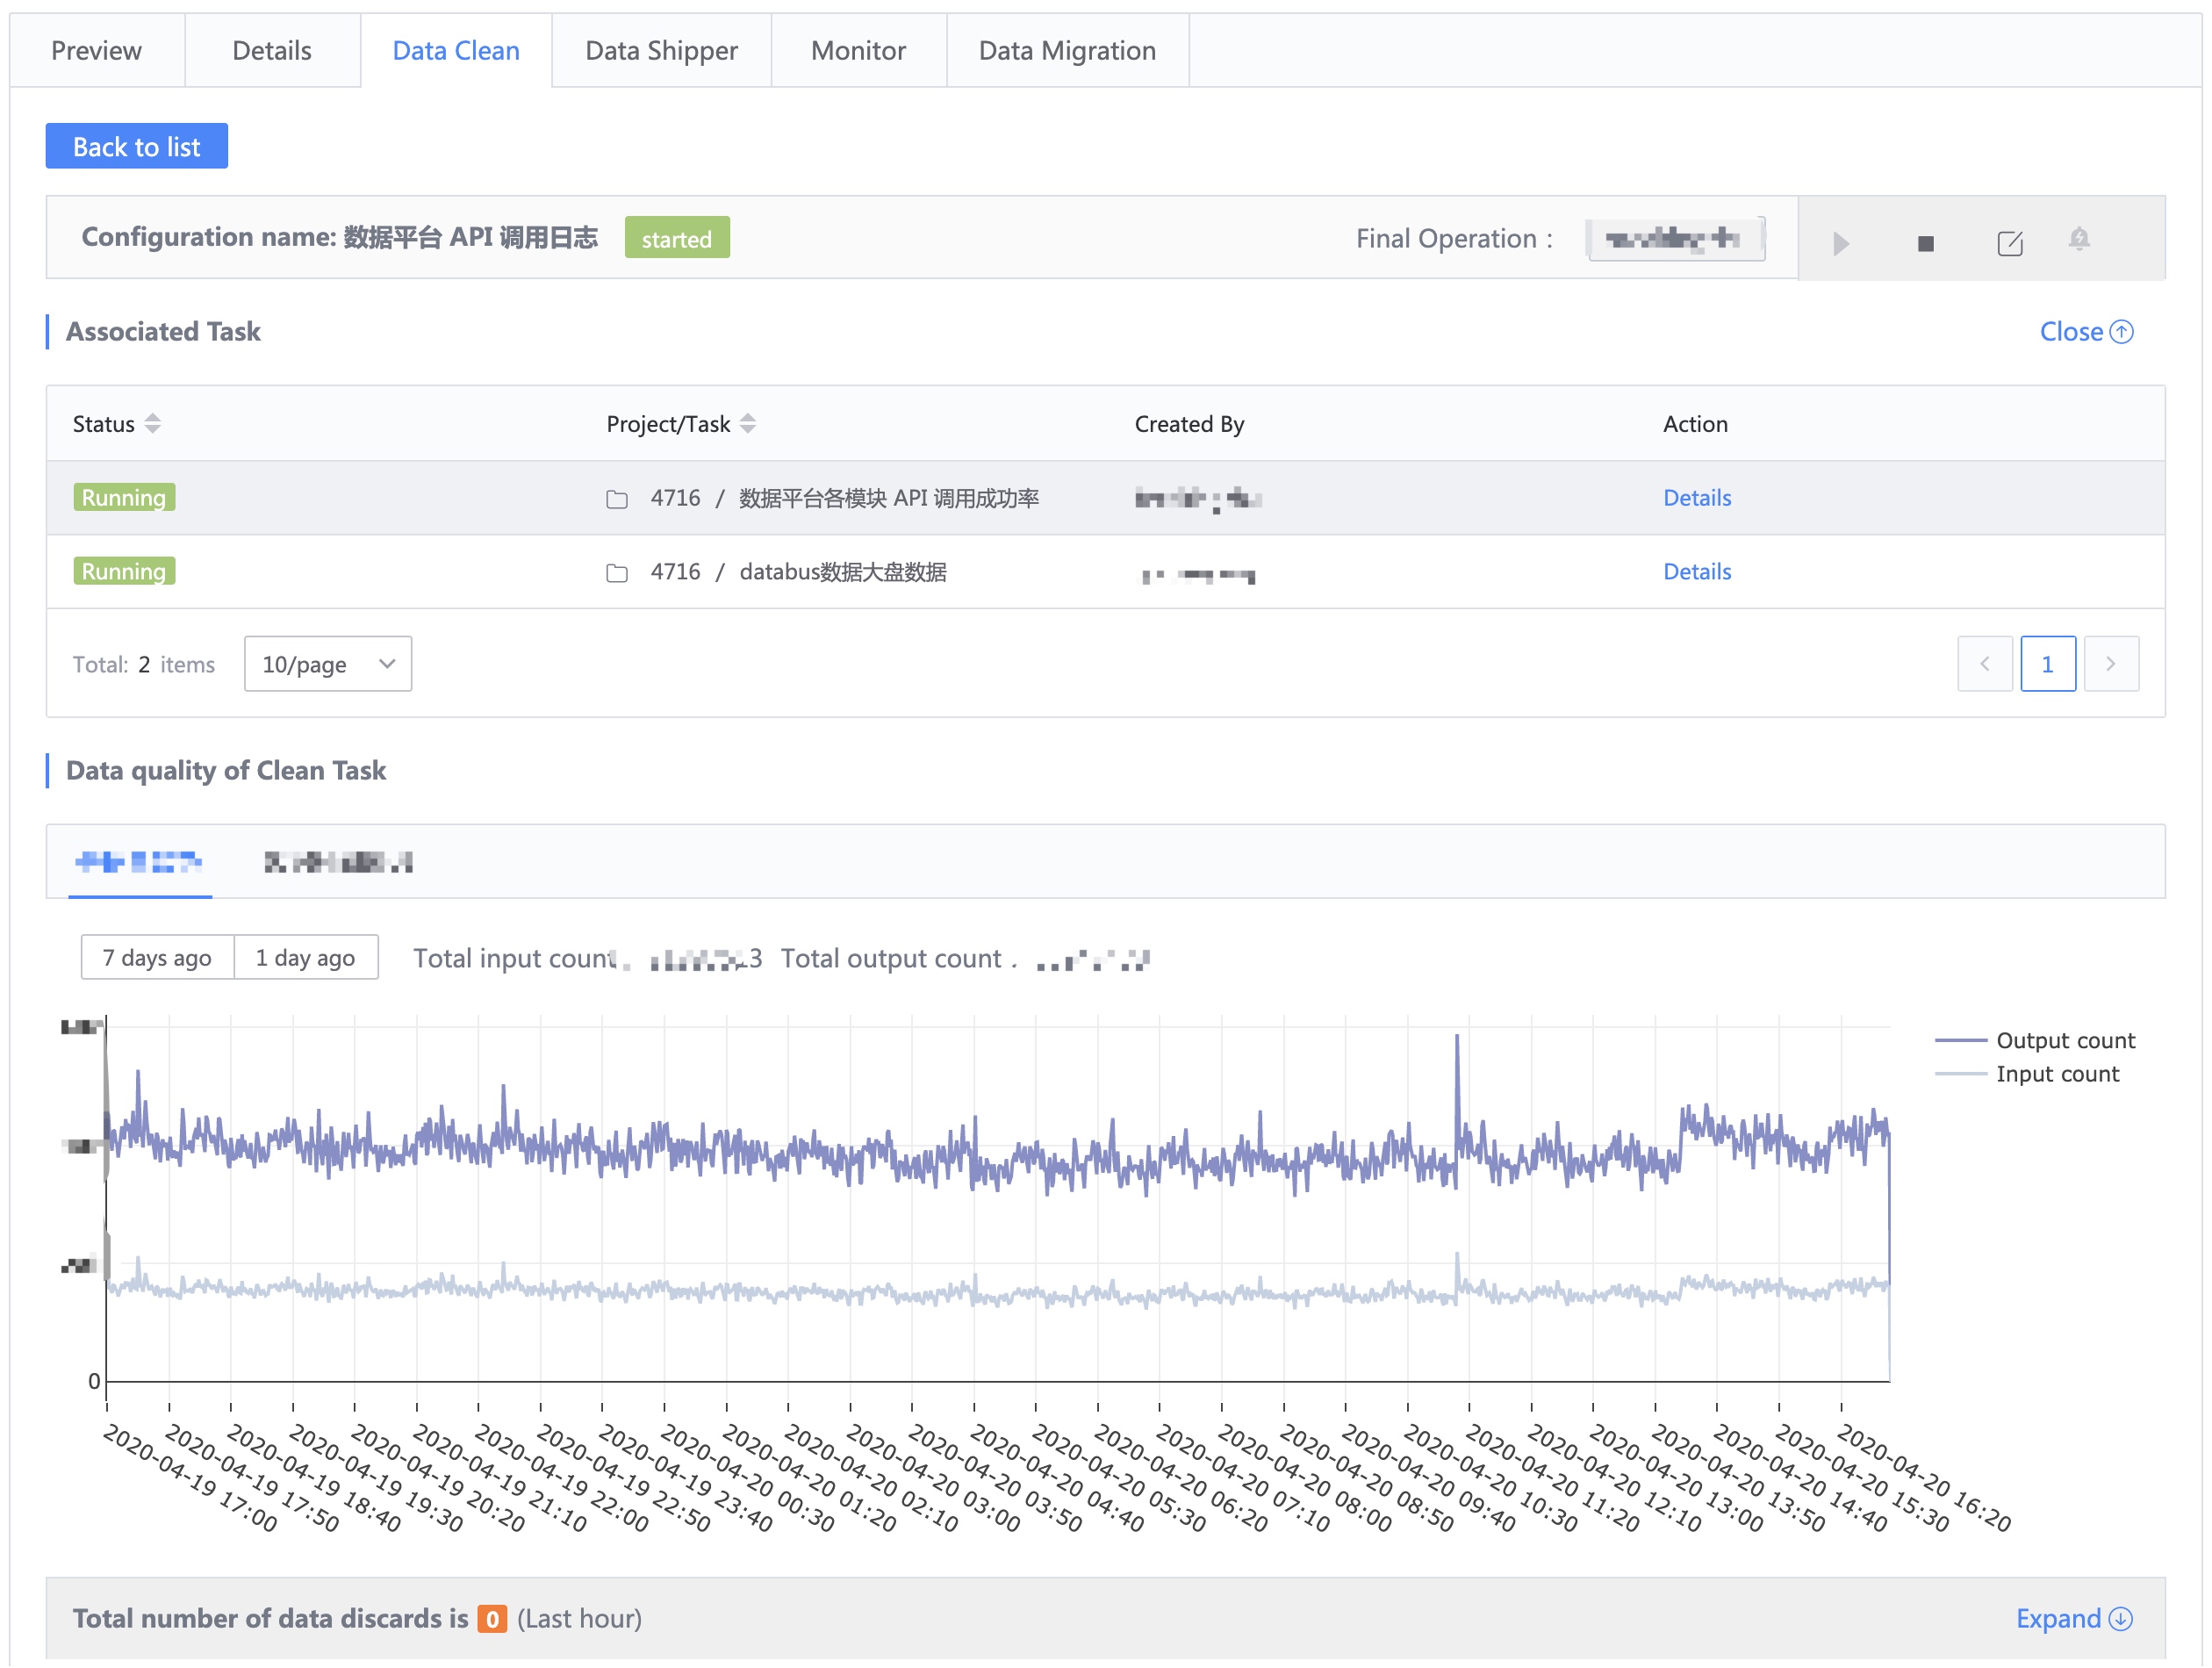 Preview Details Data Clean Data Shipper Monitor Data Migration
Back to list
Configuration name: 数据平台 API 调用日志 started Final Operation :
Associated Task Close
Status Project/Task Created By Action
Running 4716 / 数据平台各模块 API 调用成功率 Details
Running 4716 / databus数据大盘数据 Details
Total: 2 items 10/page 1
Data quality of Clean Task
7 days ago 1 day ago Total input count 3 Total output count
Output count
Input count
0
2020-04-19 17:00
2020-04-19 17:50
2020-04-19 18:40
2020-04-19 19:30
2020-04-19 20:20
2020-04-19 21:10
2020-04-19 22:00
2020-04-19 22:50
2020-04-19 23:40
2020-04-20 00:30
2020-04-20 01:20
2020-04-20 02:10
2020-04-20 03:00
2020-04-20 03:50
2020-04-20 04:40
2020-04-20 05:30
2020-04-20 06:20
2020-04-20 07:10
2020-04-20 08:00
2020-04-20 08:50
2020-04-20 09:40
2020-04-20 10:30
2020-04-20 11:20
2020-04-20 12:10
2020-04-20 13:00
2020-04-20 13:50
2020-04-20 14:40
2020-04-20 15:30
2020-04-20 16:20
Total number of data discards is 0 (Last hour) Expand